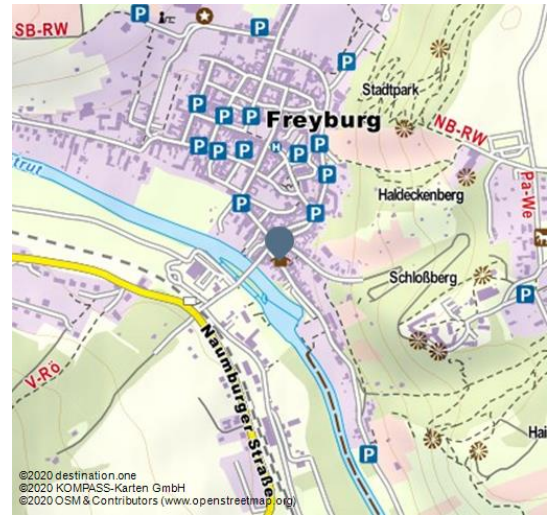 SB-RW
P
P
P
Stadtpark
P
P
P
Freyburg
NB-RW
P
P
P
P
H
P
P
P
Pa-We
trut
P
P
Haldeckenberg
Schloßberg
P
V-Rö
Naumburger Straße
Hai
P
©2020 destination.one
©2020 KOMPASS-Karten GmbH
©2020 OSM & Contributors (www.openstreetmap.org)